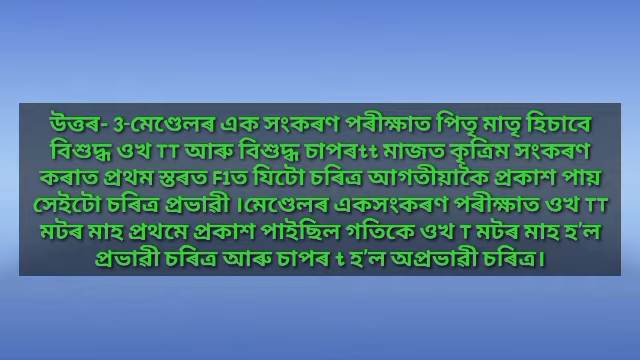 উত্তৰ- 3-মেণ্ডেলৰ এক সংকৰণ পৰীক্ষাত পিতৃ মাতৃ হিচাবে
বিশুদ্ধ ওখ TT আৰু বিশুদ্ধ চাপৰtt মাজত কৃত্ৰিম সংকৰণ
কৰাত প্ৰথম স্তৰত F1ত যিটো চৰিত্ৰ আগতীয়াকৈ প্ৰকাশ পায়
সেইটো চৰিত্ৰ প্ৰভাৱী ।মেণ্ডেলৰ একসংকৰণ পৰীক্ষাত ওখ TT
মটৰ মাহ প্ৰথমে প্ৰকাশ পাইছিল গতিকে ওখ T মটৰ মাহ হ'ল
প্ৰভাৱী চৰিত্ৰ আৰু চাপৰ t হ'ল অপ্ৰভাৱী চৰিত্ৰ।